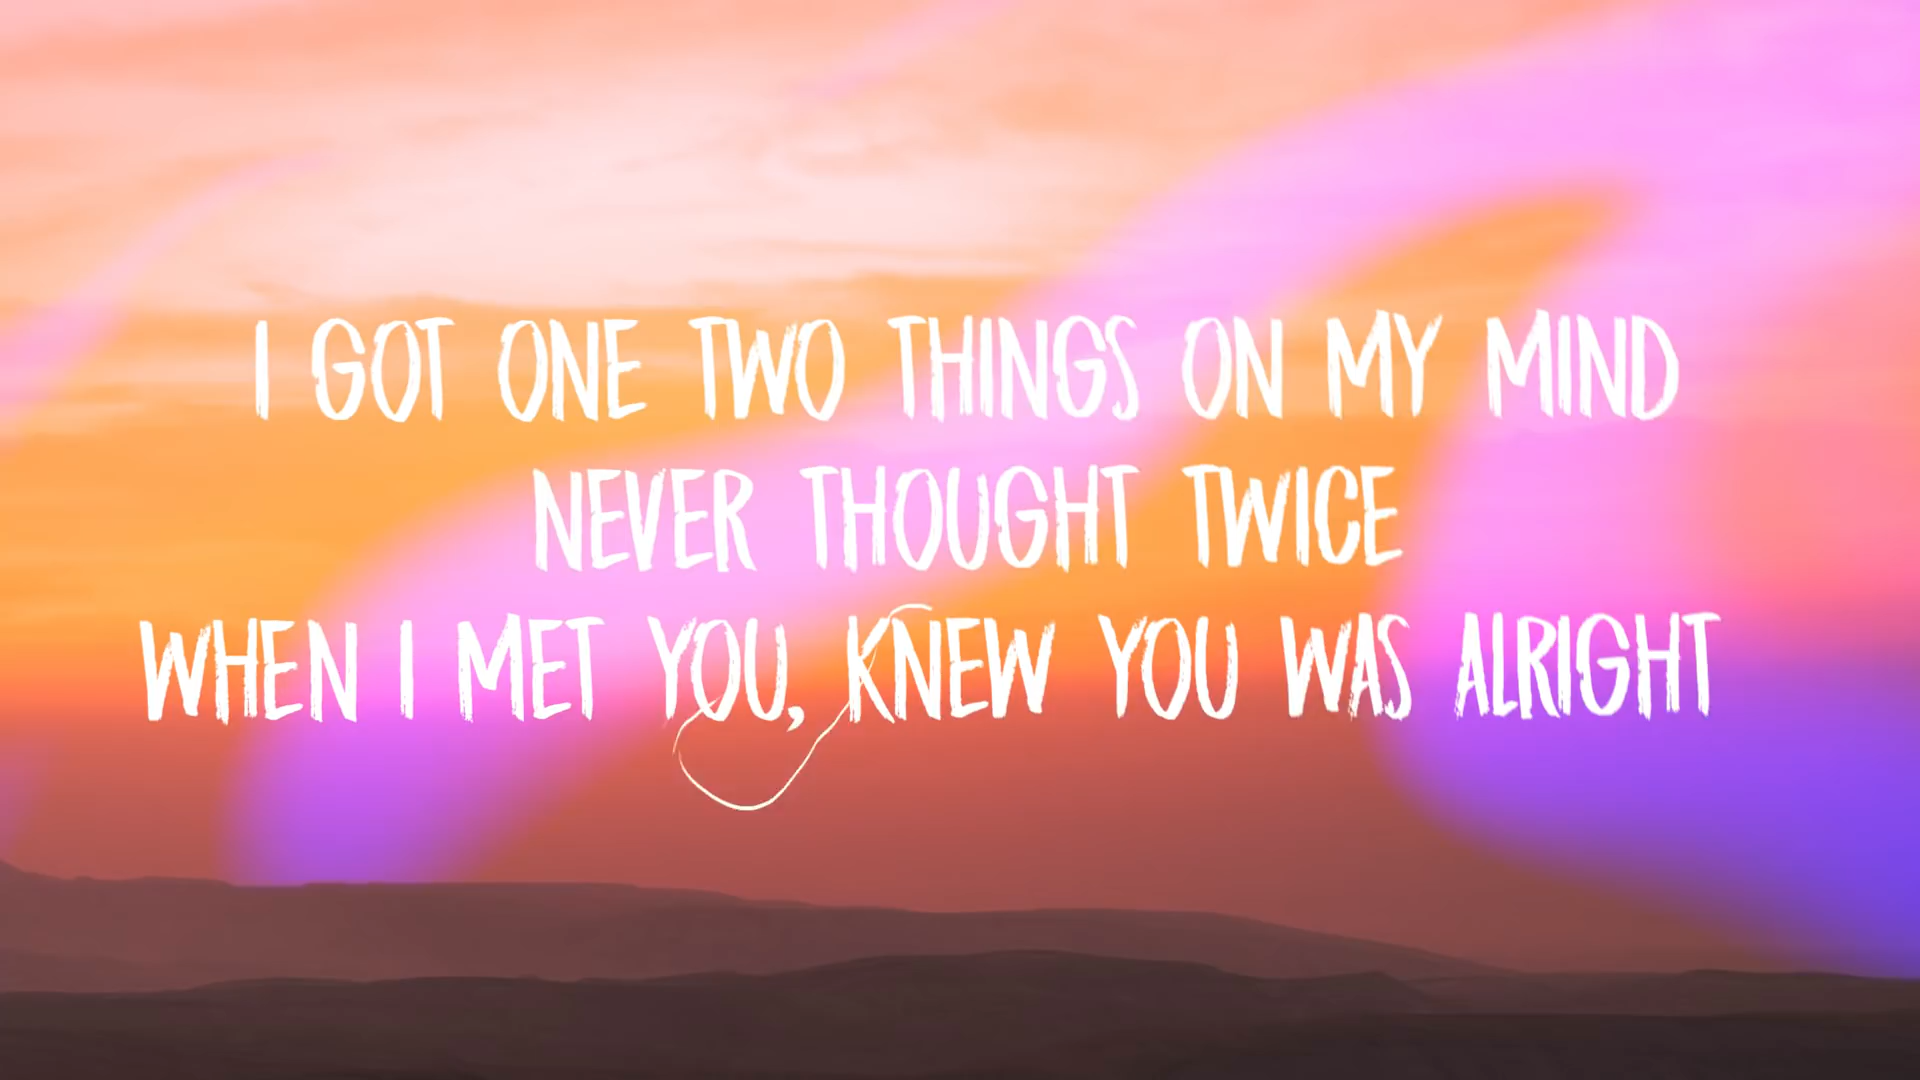 I GOT ONE TWO THINGS ON MY MIND
NEVER THOUGHT TWICE
WHEN I MET YOU, KNEW YOU WAS ALRIGHT